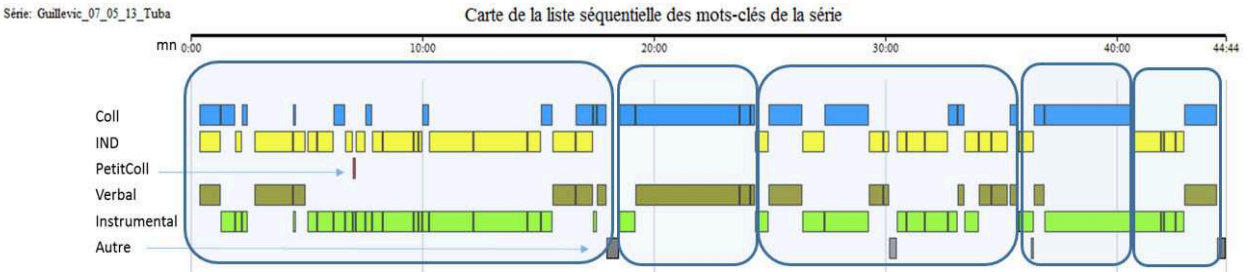 Série: Guillevic_07_05_13_Tuba
Carte de la liste séquentielle des mots-clés de la série
mn 0:00 10:00 20:00 30:00 40:00 44:44
Coll
IND
PetitColl
Verbal
Instrumental
Autre